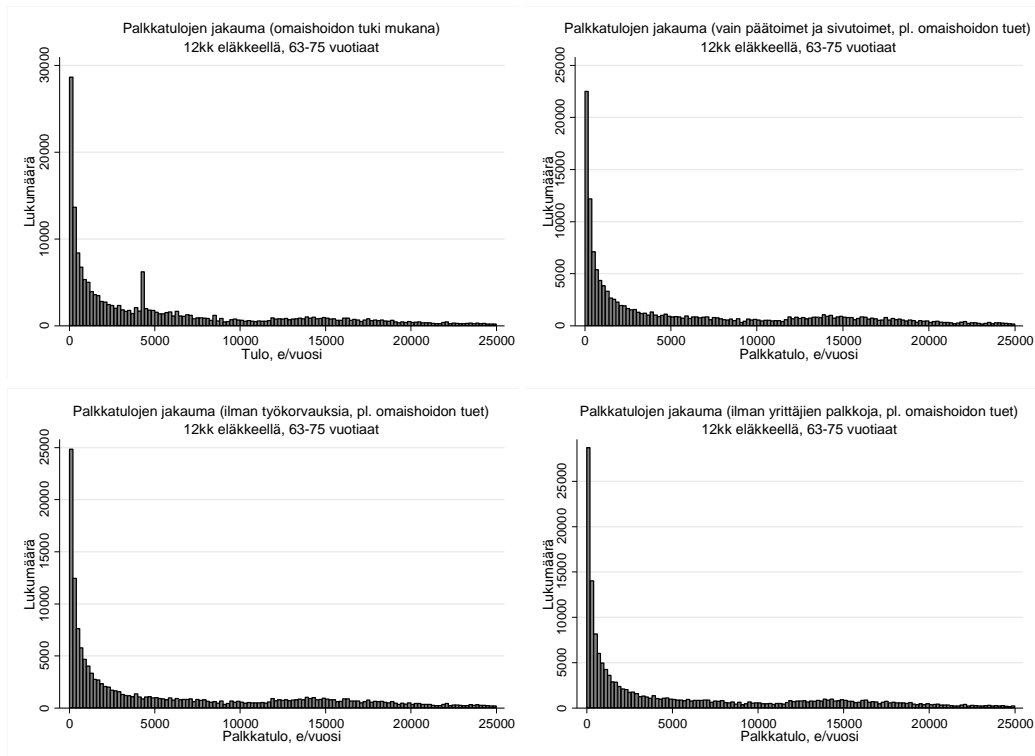 Palkkatulojen jakauma (omaishoidon tuki mukana)
12kk eläkkeellä, 63-75 vuotiaat
Lukumäärä
30000
20000
10000
0
0 5000 10000 15000 20000 25000
Tulo, e/vuosi
Palkkatulojen jakauma (vain päätoimet ja sivutoimet, pl. omaishoidon tuet)
12kk eläkkeellä, 63-75 vuotiaat
Lukumäärä
25000
20000
15000
10000
5000
0
0 5000 10000 15000 20000 25000
Palkkatulo, e/vuosi
Palkkatulojen jakauma (ilman työkorvauksia, pl. omaishoidon tuet)
12kk eläkkeellä, 63-75 vuotiaat
Lukumäärä
25000
20000
15000
10000
5000
0
0 5000 10000 15000 20000 25000
Palkkatulo, e/vuosi
Palkkatulojen jakauma (ilman yrittäjien palkkoja, pl. omaishoidon tuet)
12kk eläkkeellä, 63-75 vuotiaat
Lukumäärä
25000
20000
15000
10000
5000
0
0 5000 10000 15000 20000 25000
Palkkatulo, e/vuosi